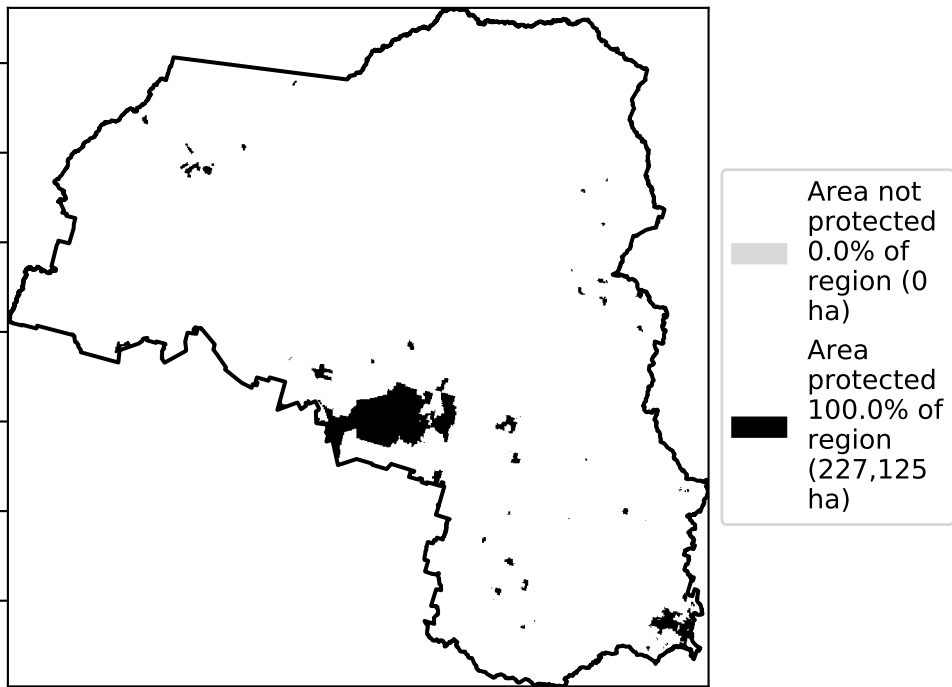 Area not
protected
0.0% of
region (0
ha)
Area
protected
100.0% of
region
(227,125
ha)